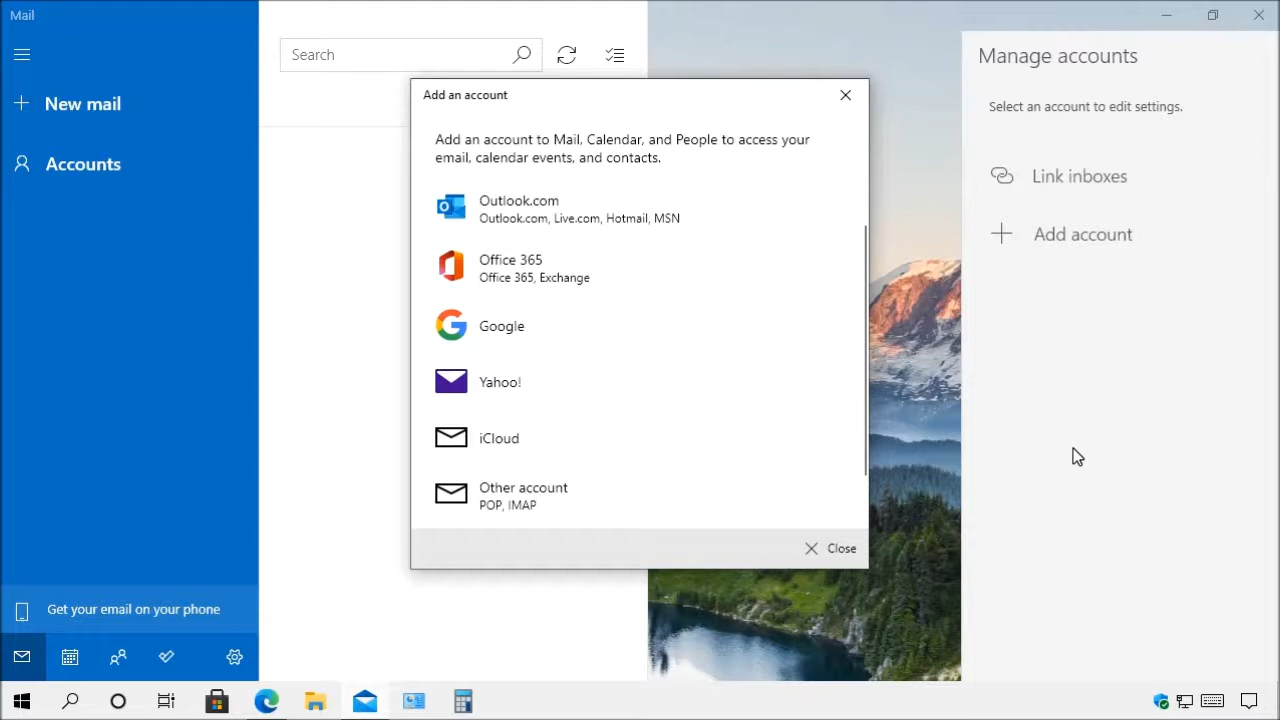 Mail
New mail
Accounts
Get your email on your phone
Search
Add an account
Add an account to Mail, Calendar, and People to access your
email, calendar events, and contacts.
Outlook.com
Outlook.com, Live.com, Hotmail, MSN
Office 365
Office 365, Exchange
Google
Yahoo!
iCloud
Other account
POP, IMAP
Close
Manage accounts
Select an account to edit settings.
Link inboxes
Add account